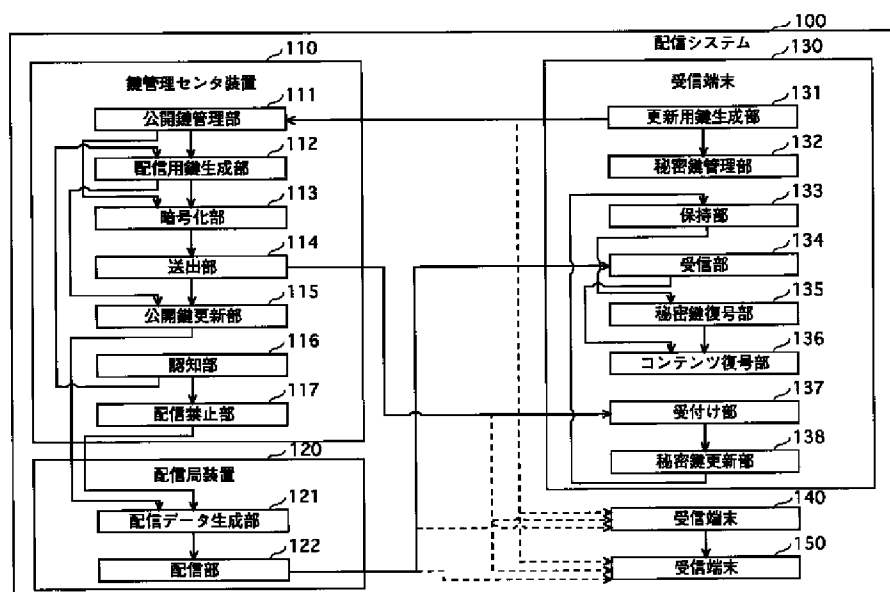 100
配信システム
110
鍵管理センタ装置
111
公開鍵管理部
112
配信用鍵生成部
113
暗号化部
114
送出部
115
公開鍵更新部
116
認知部
117
配信禁止部
120
配信局装置
121
配信データ生成部
122
配信部
130
受信端末
131
更新用鍵生成部
132
秘密鍵管理部
133
保持部
134
受信部
135
秘密鍵復号部
136
コンテンツ復号部
137
受付け部
138
秘密鍵更新部
140
受信端末
150
受信端末